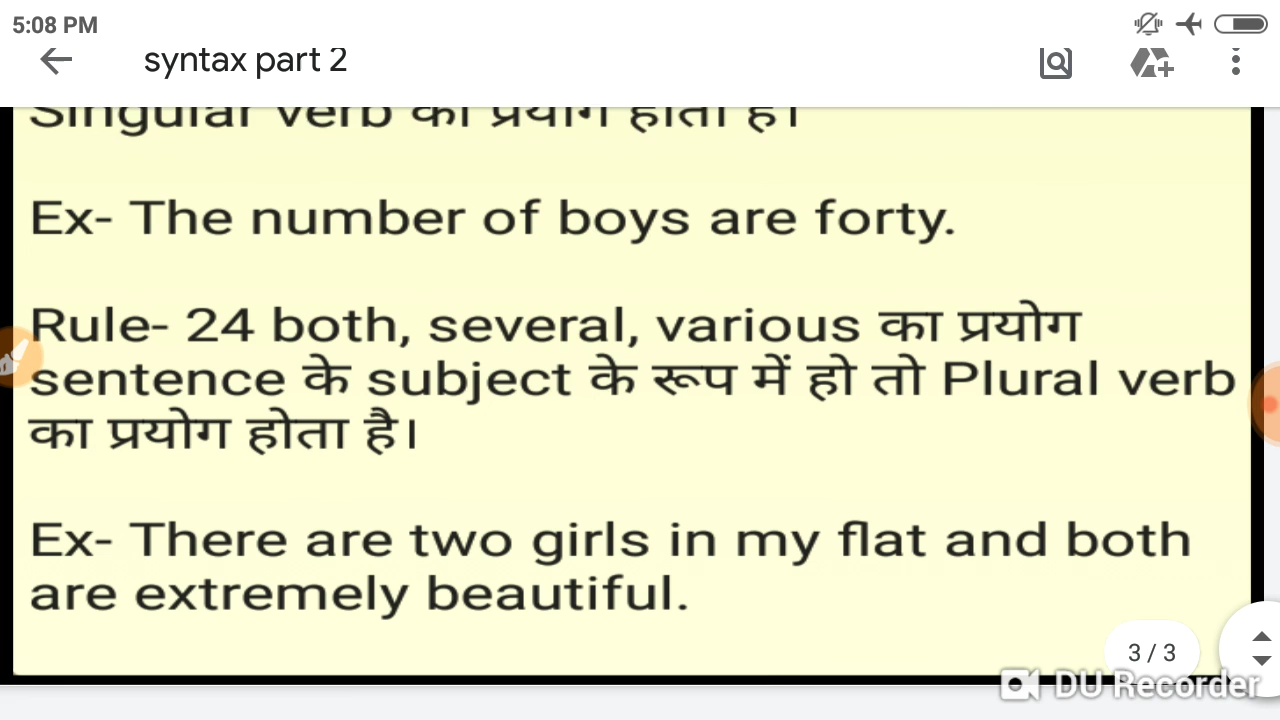 5:08 PM
syntax part 2
Singular verb का प्रयोग होता है।
Ex- The number of boys are forty.
Rule- 24 both, several, various का प्रयोग
sentence के subject के रूप में हो तो Plural verb
का प्रयोग होता है।
Ex- There are two girls in my flat and both
are extremely beautiful.
3 / 3
DU Recorder